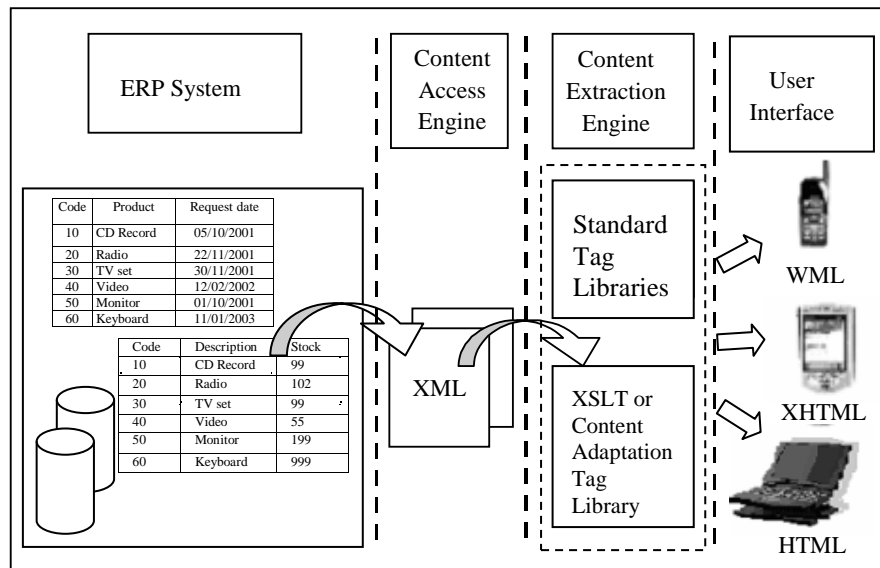 ERP System
Content
Access
Engine
Content
Extraction
Engine
User
Interface
Code Product Request date
10 CD Record 05/10/2001
20 Radio 22/11/2001
30 TV set 30/11/2001
40 Video 12/02/2002
50 Monitor 01/10/2001
60 Keyboard 11/01/2003
Code Description Stock
10 CD Record 99
20 Radio 102
30 TV set 99
40 Video 55
50 Monitor 199
60 Keyboard 999
XML
Standard
Tag
Libraries
XSLT or
Content
Adaptation
Tag
Library
WML
XHTML
HTML